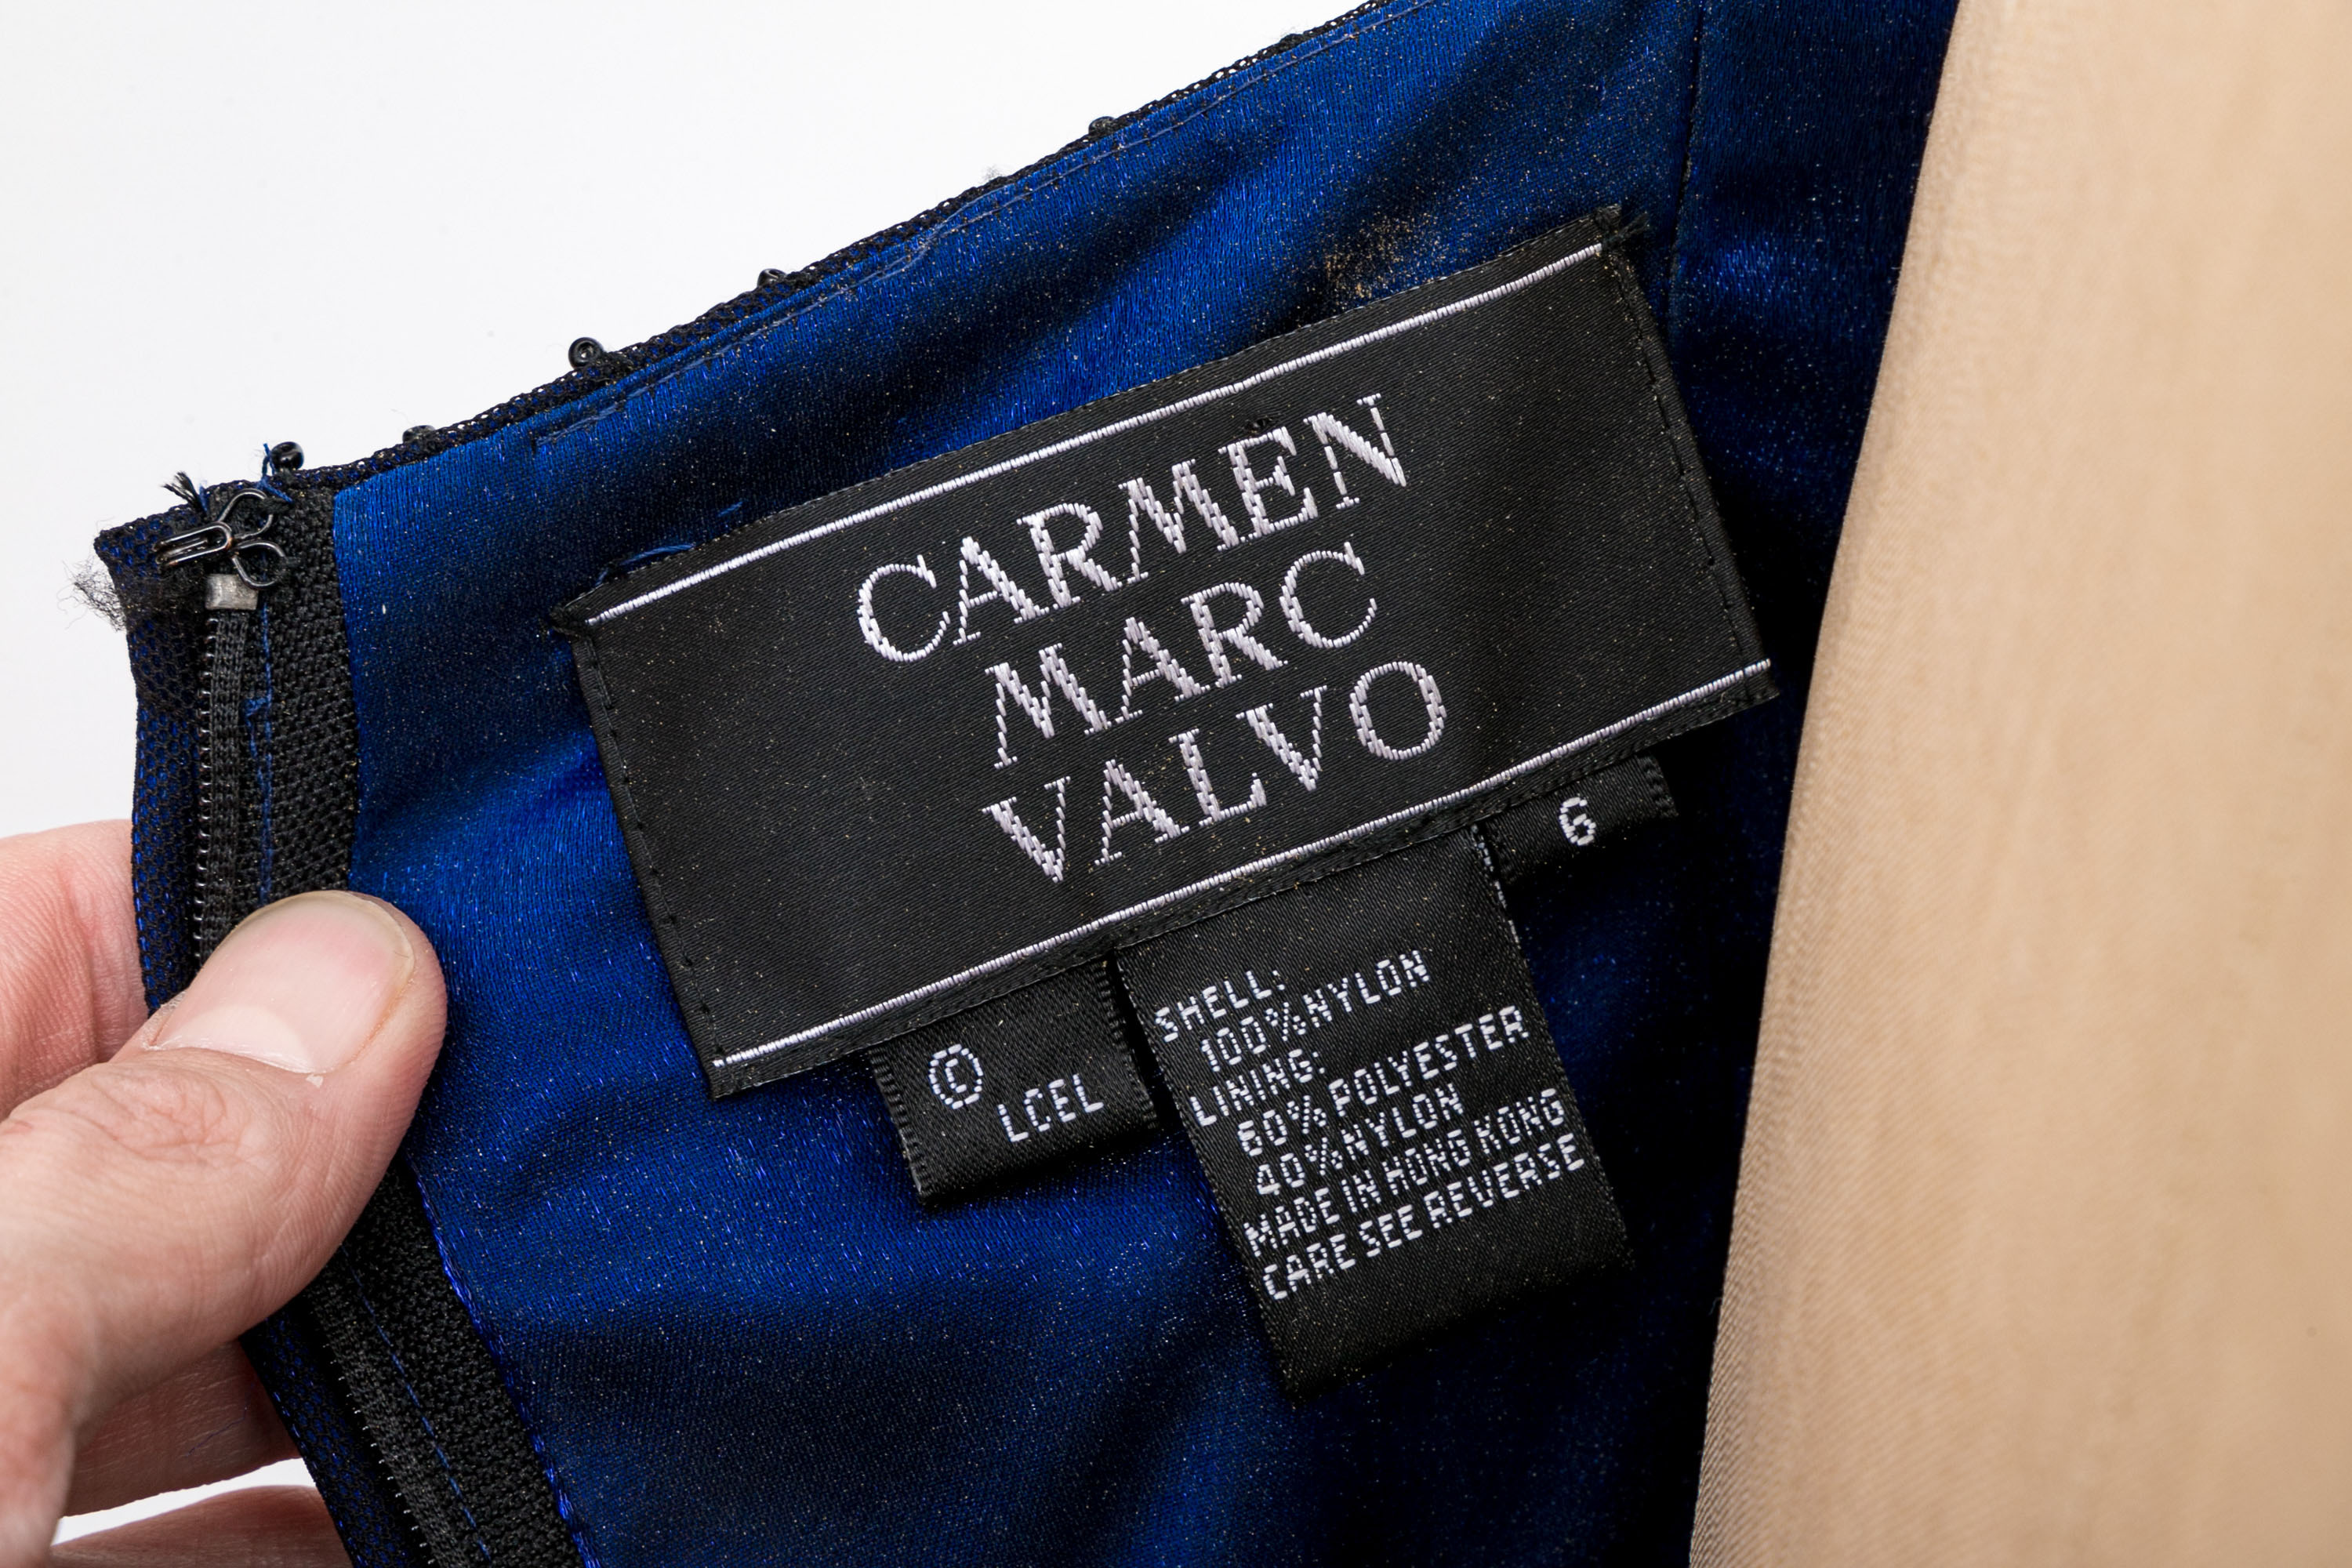 CARMEN
MARC
VALVO
6
© LCEL
SHELL:
100%NYLON
LINING:
60% POLYESTER
40%NYLON
MADE IN HONG KONG
CARE SEE REVERSE